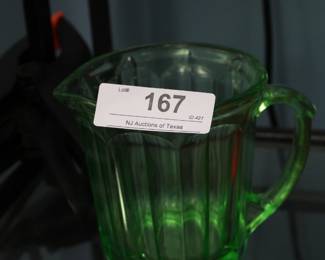 Lot#
167
ID 421
NJ Auctions of Texas